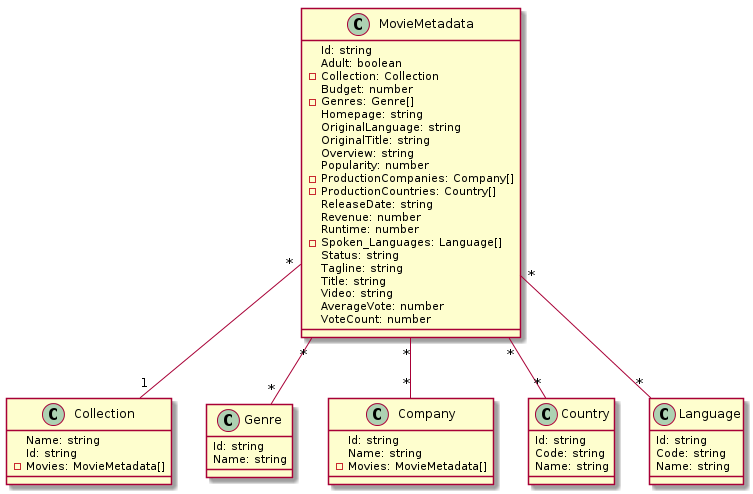 C MovieMetadata
Id: string
Adult: boolean
Collection: Collection
Budget: number
Genres: Genre[]
Homepage: string
OriginalLanguage: string
OriginalTitle: string
Overview: string
Popularity: number
ProductionCompanies: Company[]
ProductionCountries: Country[]
ReleaseDate: string
Revenue: number
Runtime: number
Spoken_Languages: Language[]
Status: string
Tagline: string
Title: string
Video: string
AverageVote: number
VoteCount: number
* * * * *
1 * * * *
C Collection
Name: string
Id: string
Movies: MovieMetadata[]
C Genre
Id: string
Name: string
C Company
Id: string
Name: string
Movies: MovieMetadata[]
C Country
Id: string
Code: string
Name: string
C Language
Id: string
Code: string
Name: string